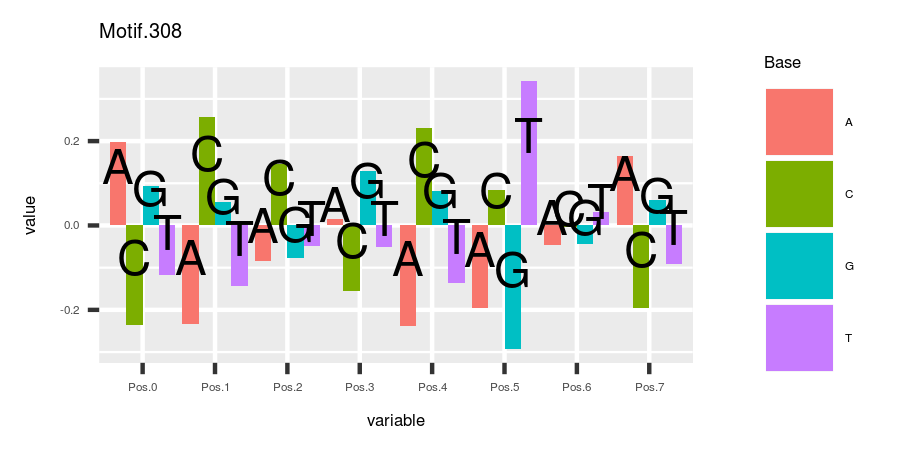 Motif.308
Base
A
C
G
T
value
0.2
0.0
-0.2
A C G T A C G T A C G T A C G T A C G T A C G T A C G T A C G T
Pos.0 Pos.1 Pos.2 Pos.3 Pos.4 Pos.5 Pos.6 Pos.7
variable